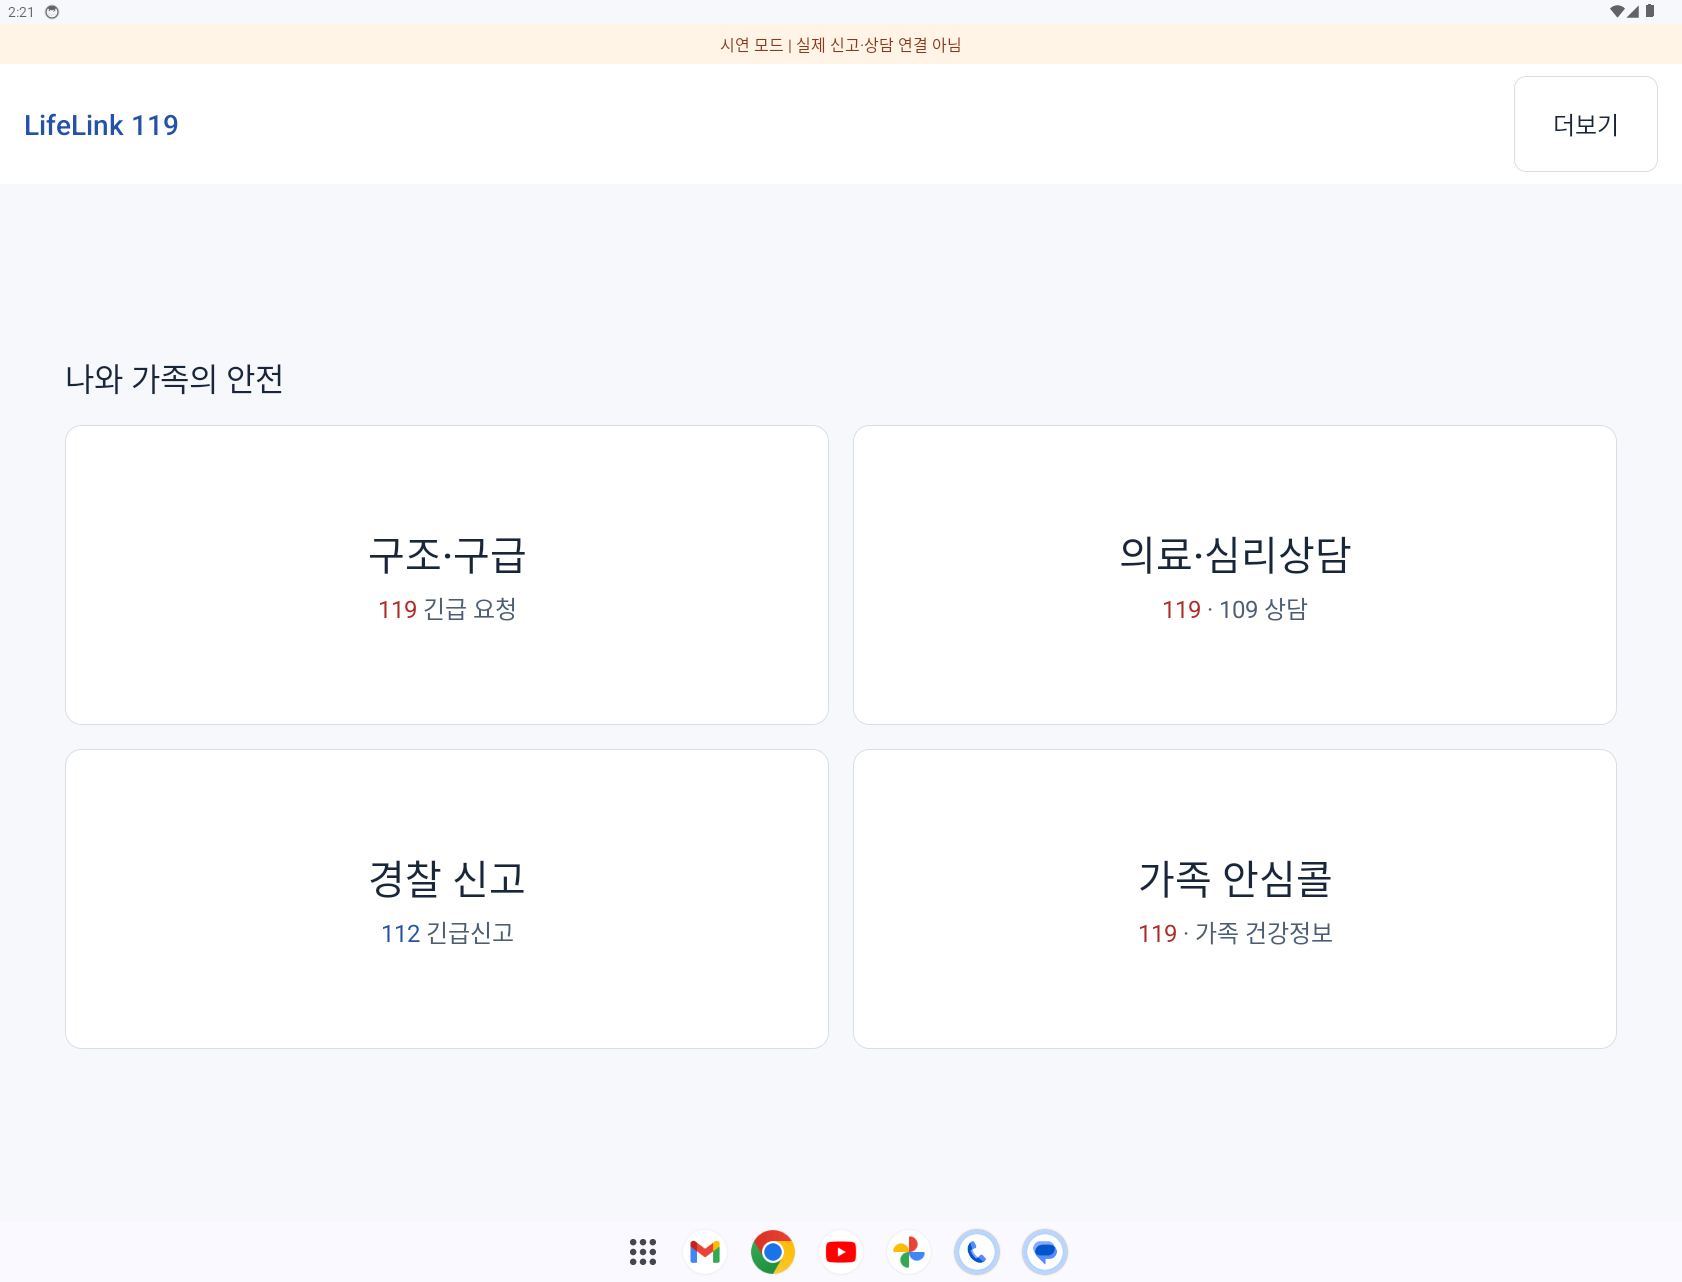 2:21
시연 모드 | 실제 신고·상담 연결 아님
LifeLink 119
더보기
나와 가족의 안전
구조·구급
119 긴급 요청
의료·심리상담
119 · 109 상담
경찰 신고
112 긴급신고
가족 안심콜
119 · 가족 건강정보